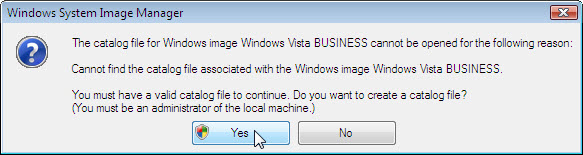 Windows System Image Manager
The catalog file for Windows image Windows Vista BUSINESS cannot be opened for the following reason:
Cannot find the catalog file associated with the Windows image Windows Vista BUSINESS.
You must have a valid catalog file to continue. Do you want to create a catalog file?
(You must be an administrator of the local machine.)
Yes No